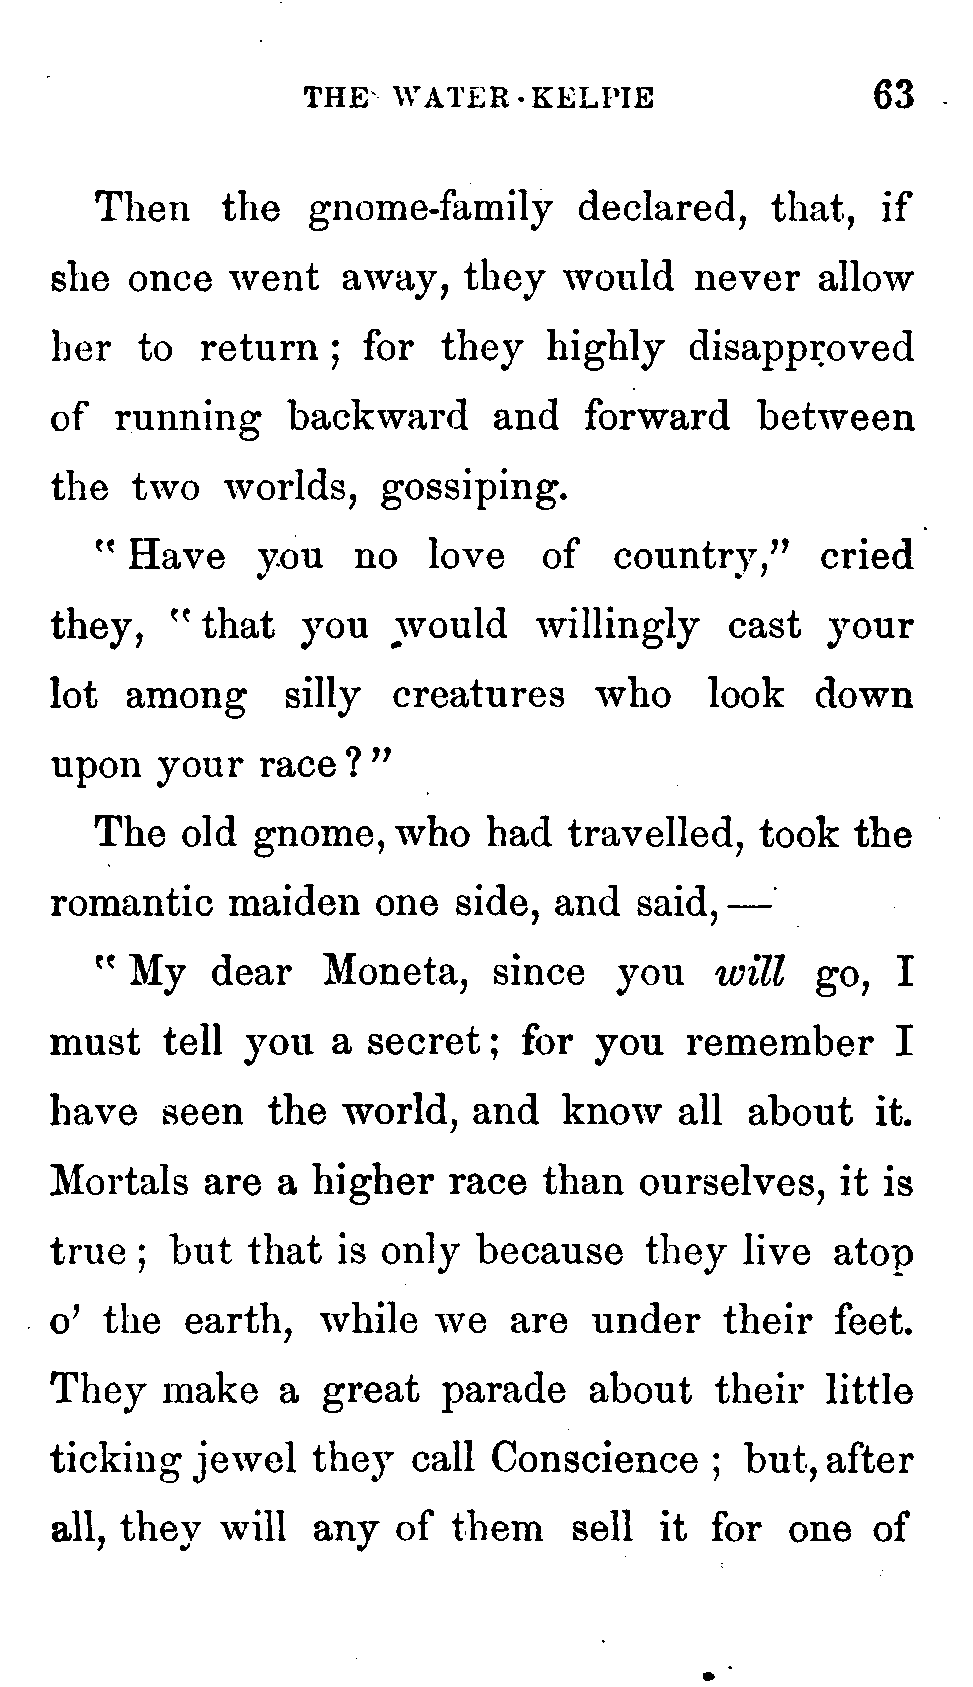 THE WATER-KELPIE 63
Then the gnome-family declared, that, if
she once went away, they would never allow
her to return; for they highly disapproved
of running backward and forward between
the two worlds, gossiping.
"Have you no love of country," cried
they, "that you would willingly cast your
lot among silly creatures who look down
upon your race?"
The old gnome, who had travelled, took the
romantic maiden one side, and said,—
"My dear Moneta, since you will go, I
must tell you a secret; for you remember I
have seen the world, and know all about it.
Mortals are a higher race than ourselves, it is
true; but that is only because they live atop
o' the earth, while we are under their feet.
They make a great parade about their little
ticking jewel they call Conscience; but, after
all, they will any of them sell it for one of